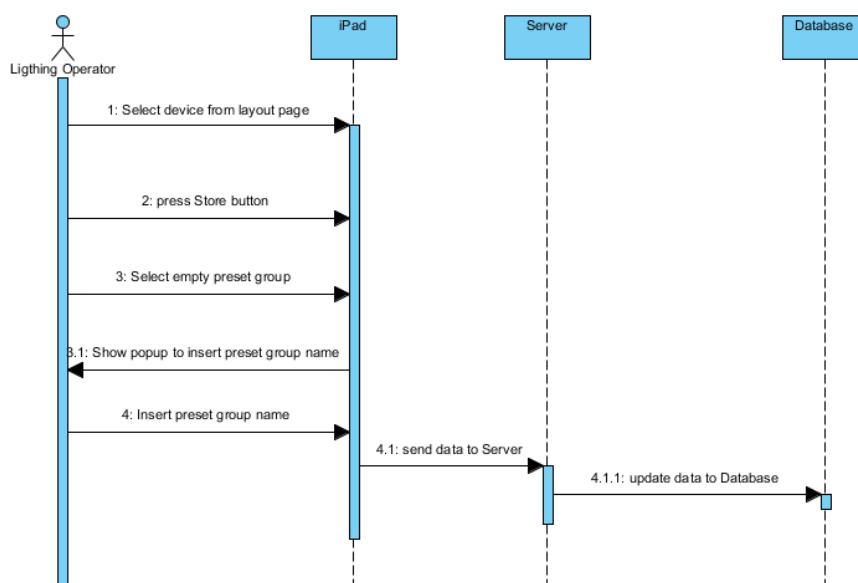 iPad
Server
Database
Ligthing Operator
1: Select device from layout page
2: press Store button
3: Select empty preset group
3.1: Show popup to insert preset group name
4: Insert preset group name
4.1: send data to Server
4.1.1: update data to Database